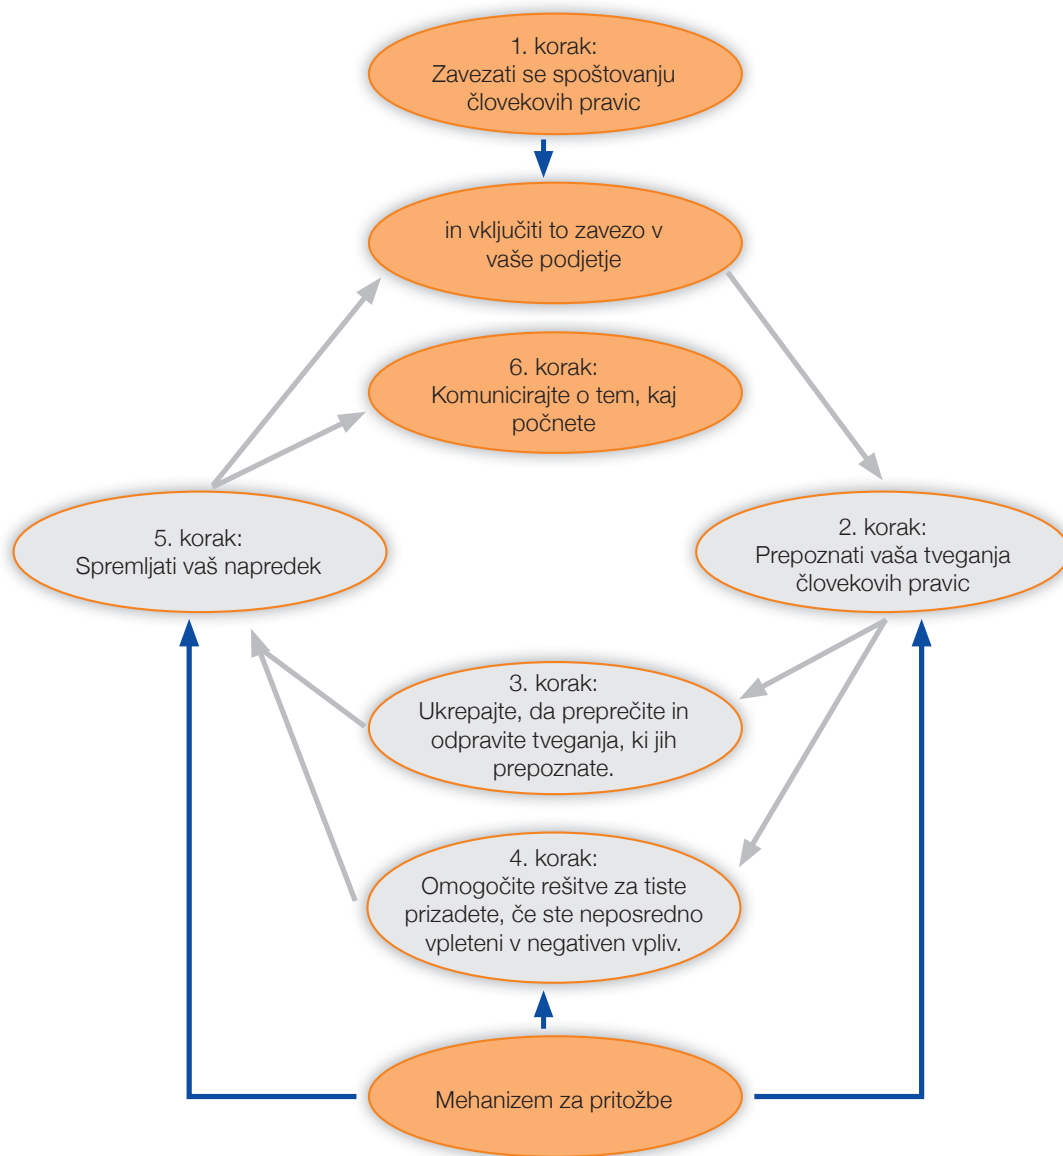 1. korak:
Zavezati se spoštovanju
človekovih pravic
in vključiti to zavezo v
vaše podjetje
6. korak:
Komunicirajte o tem, kaj
počnete
5. korak:
Spremljati vaš napredek
2. korak:
Prepoznati vaša tveganja
človekovih pravic
3. korak:
Ukrepajte, da preprečite in
odpravite tveganja, ki jih
prepoznate.
4. korak:
Omogočite rešitve za tiste
prizadete, če ste neposredno
vpleteni v negativen vpliv.
Mehanizem za pritožbe